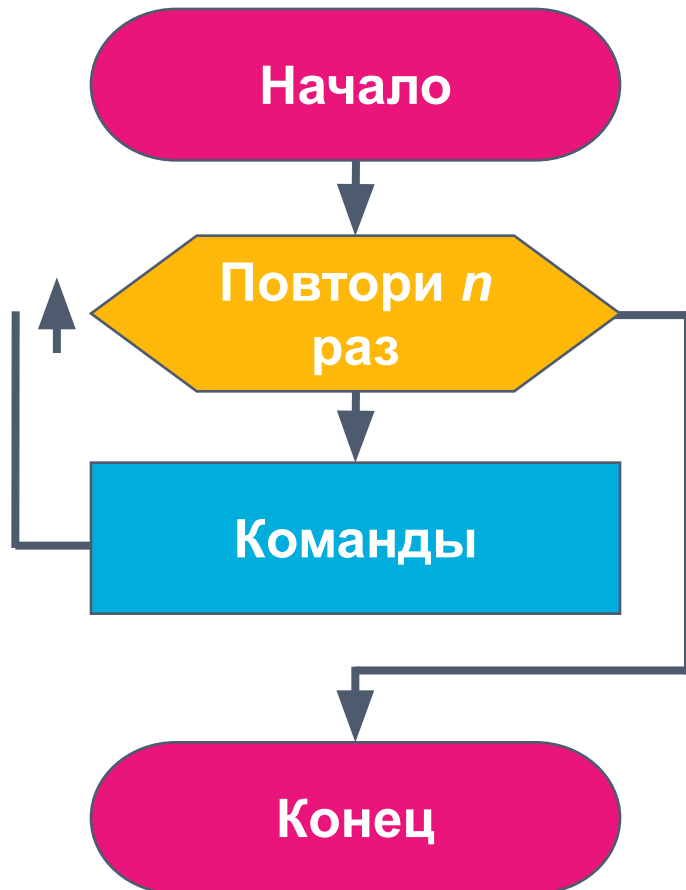 Начало
Повтори n
раз
Команды
Конец